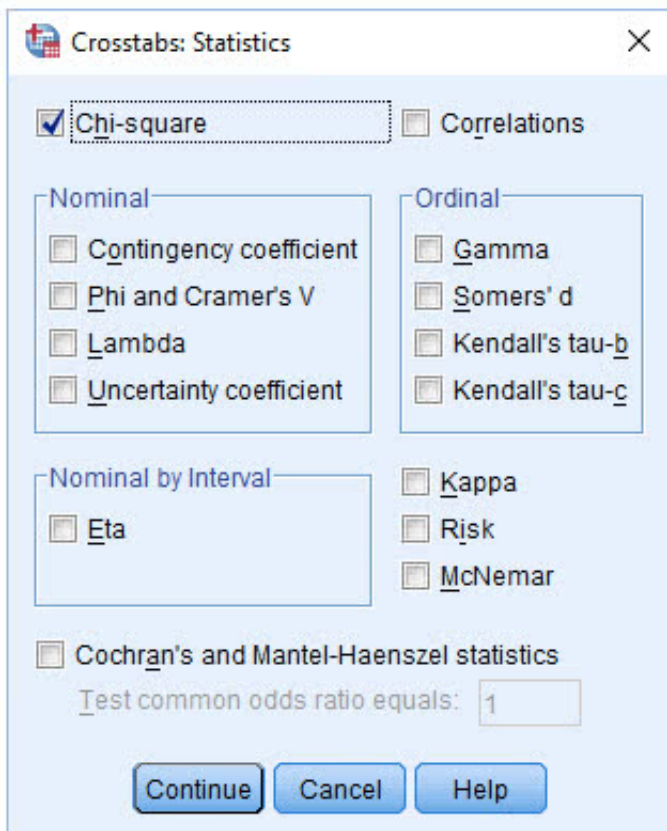 Crosstabs: Statistics
Chi-square
Correlations
Nominal
Contingency coefficient
Phi and Cramer's V
Lambda
Uncertainty coefficient
Ordinal
Gamma
Somers' d
Kendall's tau-b
Kendall's tau-c
Nominal by Interval
Eta
Kappa
Risk
McNemar
Cochran's and Mantel-Haenszel statistics
Test common odds ratio equals: 1
Continue Cancel Help